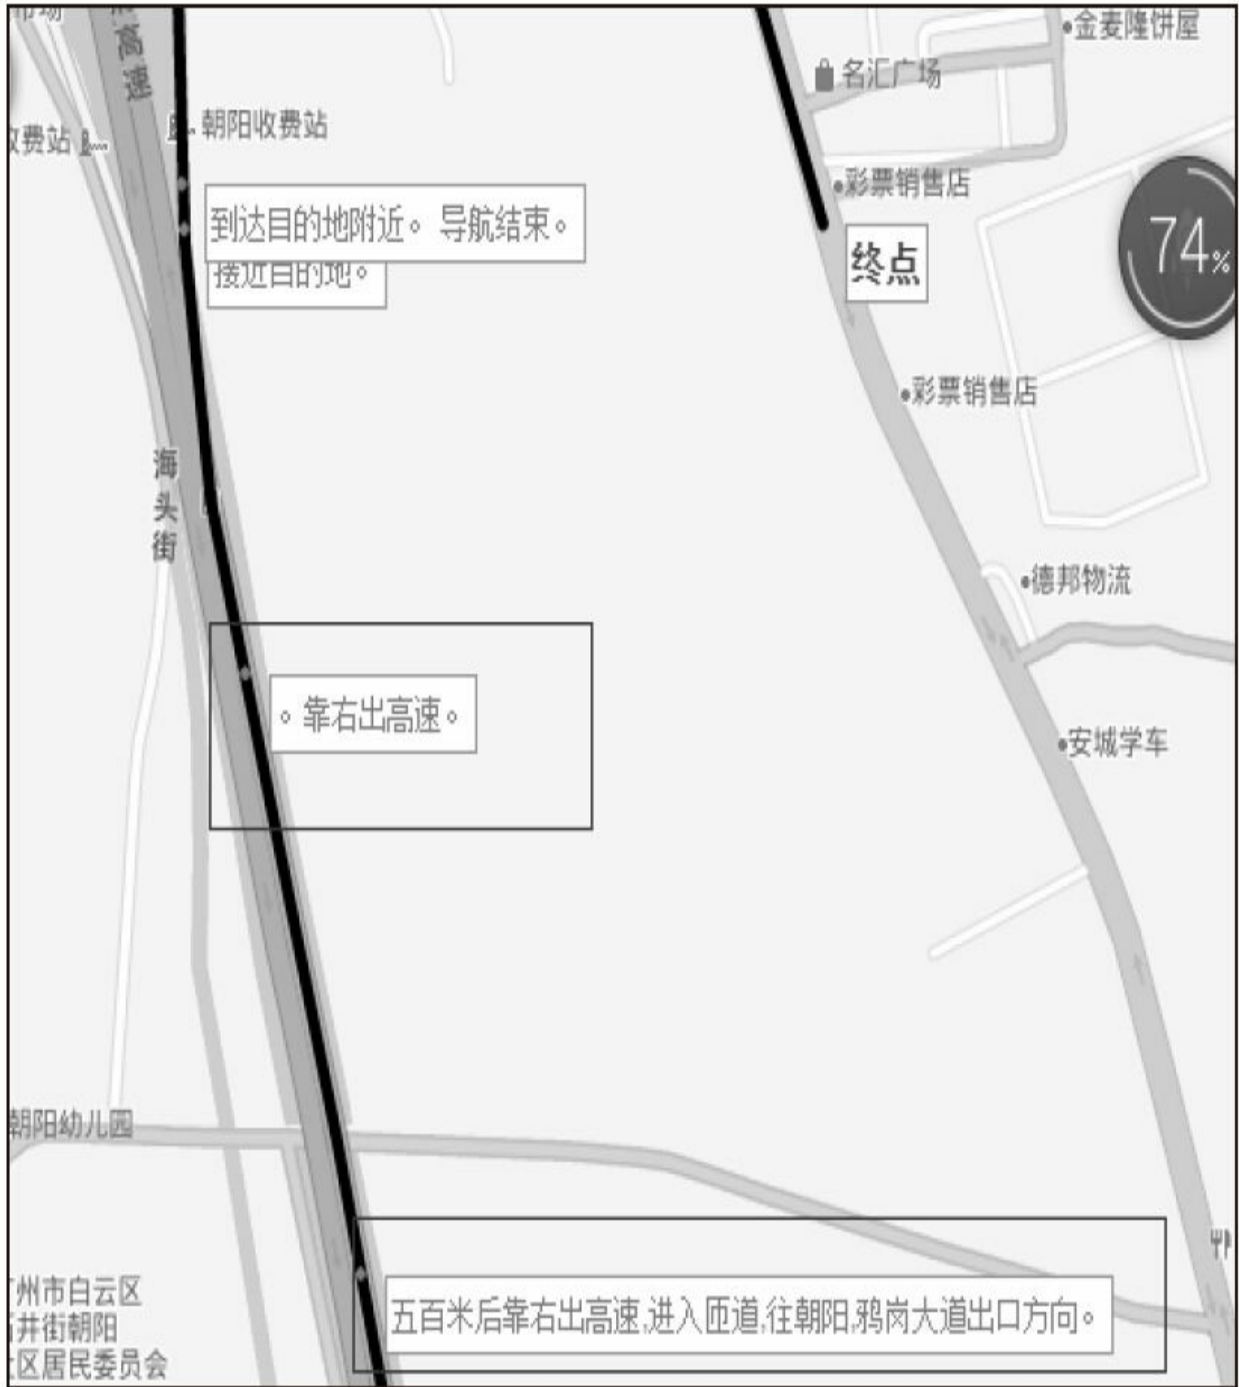 市场
高速
金麦隆饼屋
名汇广场
朝阳收费站
费站
彩票销售店
到达目的地附近。导航结束。
接近目的地。
终点
74%
彩票销售店
海头街
德邦物流
。靠右出高速。
安城学车
朝阳幼儿园
五百米后靠右出高速,进入匝道,往朝阳,鸦岗大道出口方向。
州市白云区
井街朝阳
区居民委员会